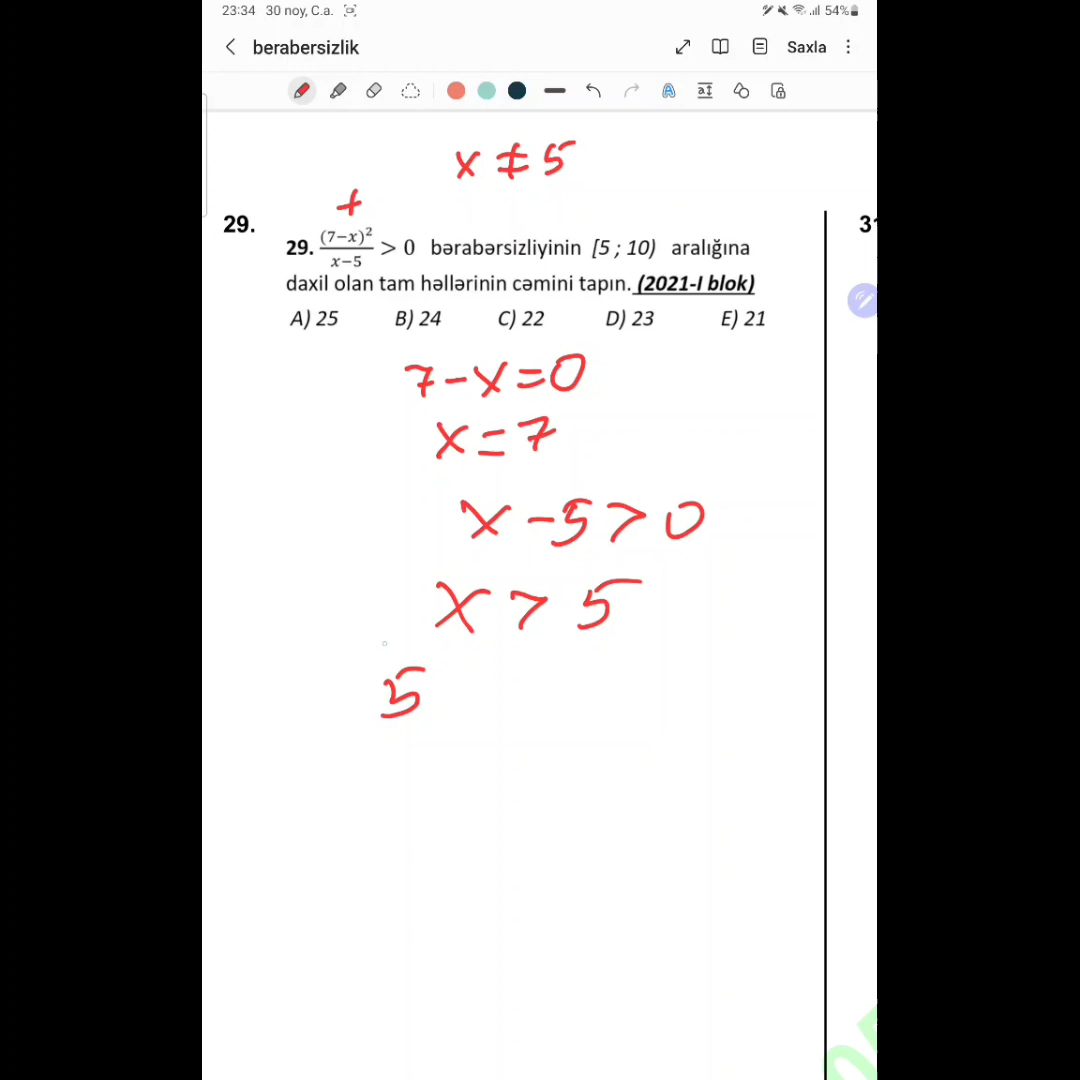 23:34 30 noy, C.a. 54%
berabersizlik Saxla
x ≠ 5
+
29. 31
29. (7−x)²/x−5 > 0 bərabərsizliyinin [5 ; 10) aralığına
daxil olan tam həllərinin cəmini tapın. (2021-I blok)
A) 25 B) 24 C) 22 D) 23 E) 21
7-x=0
x=7
x-5>0
x>5
5